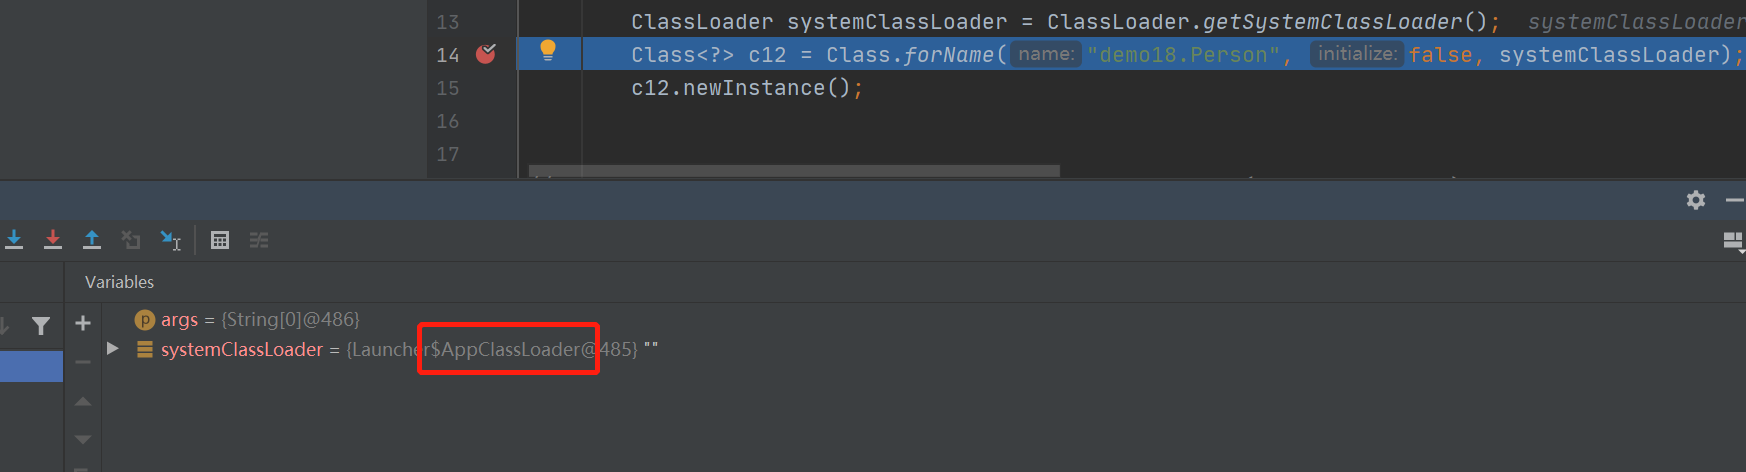 13 ClassLoader systemClassLoader = ClassLoader.getSystemClassLoader(); systemClassLoader
14 Class<?> c12 = Class.forName( name: "demo18.Person", initialize: false, systemClassLoader);
15 c12.newInstance();
16
17
Variables
p args = {String[0]@486}
systemClassLoader = {Launcher$AppClassLoader@485} ""